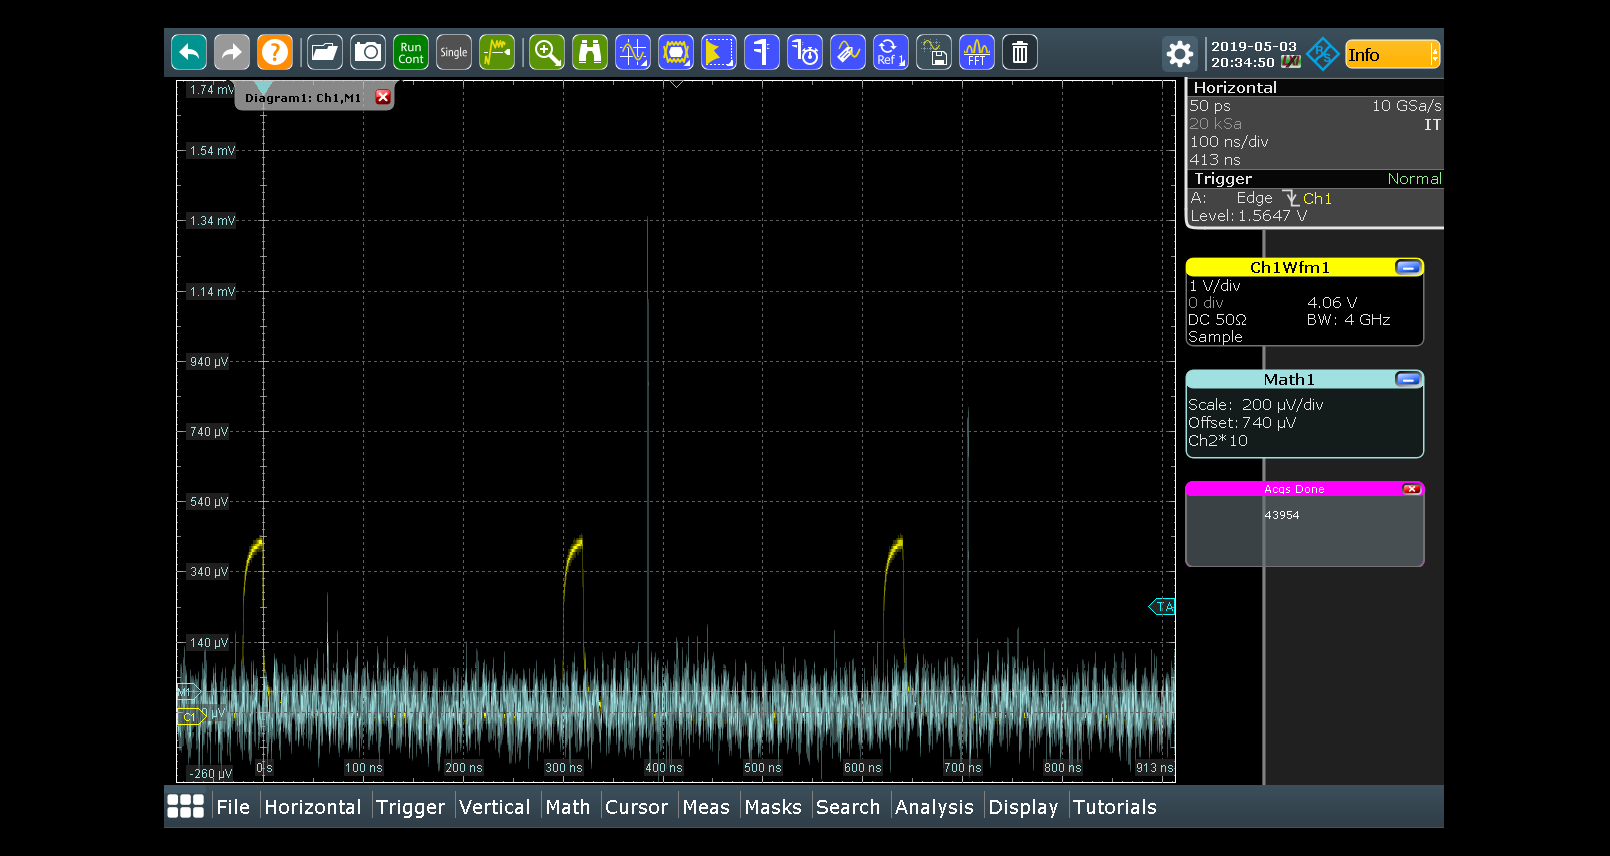 Run
Cont
Single
Ref
FFT
2019-05-03
20:34:50
Info
Diagram1: Ch1,M1
1.74 mV
1.54 mV
1.34 mV
1.14 mV
940 µV
740 µV
540 µV
340 µV
140 µV
M1
C1
-260 µV
0 s
100 ns
200 ns
300 ns
400 ns
500 ns
600 ns
700 ns
800 ns
913 ns
TA
Horizontal
50 ps 10 GSa/s
20 kSa IT
100 ns/div
413 ns
Trigger Normal
A: Edge Ch1
Level: 1.5647 V
Ch1Wfm1
1 V/div
0 div 4.06 V
DC 50Ω BW: 4 GHz
Sample
Math1
Scale: 200 µV/div
Offset: 740 µV
Ch2*10
Acqs Done
43954
File Horizontal Trigger Vertical Math Cursor Meas Masks Search Analysis Display Tutorials